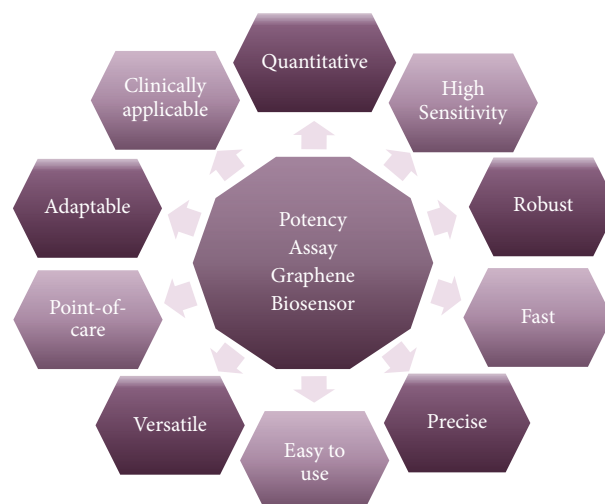 Quantitative
High
Sensitivity
Robust
Fast
Precise
Easy to
use
Versatile
Point-of-
care
Adaptable
Clinically
applicable
Potency
Assay
Graphene
Biosensor